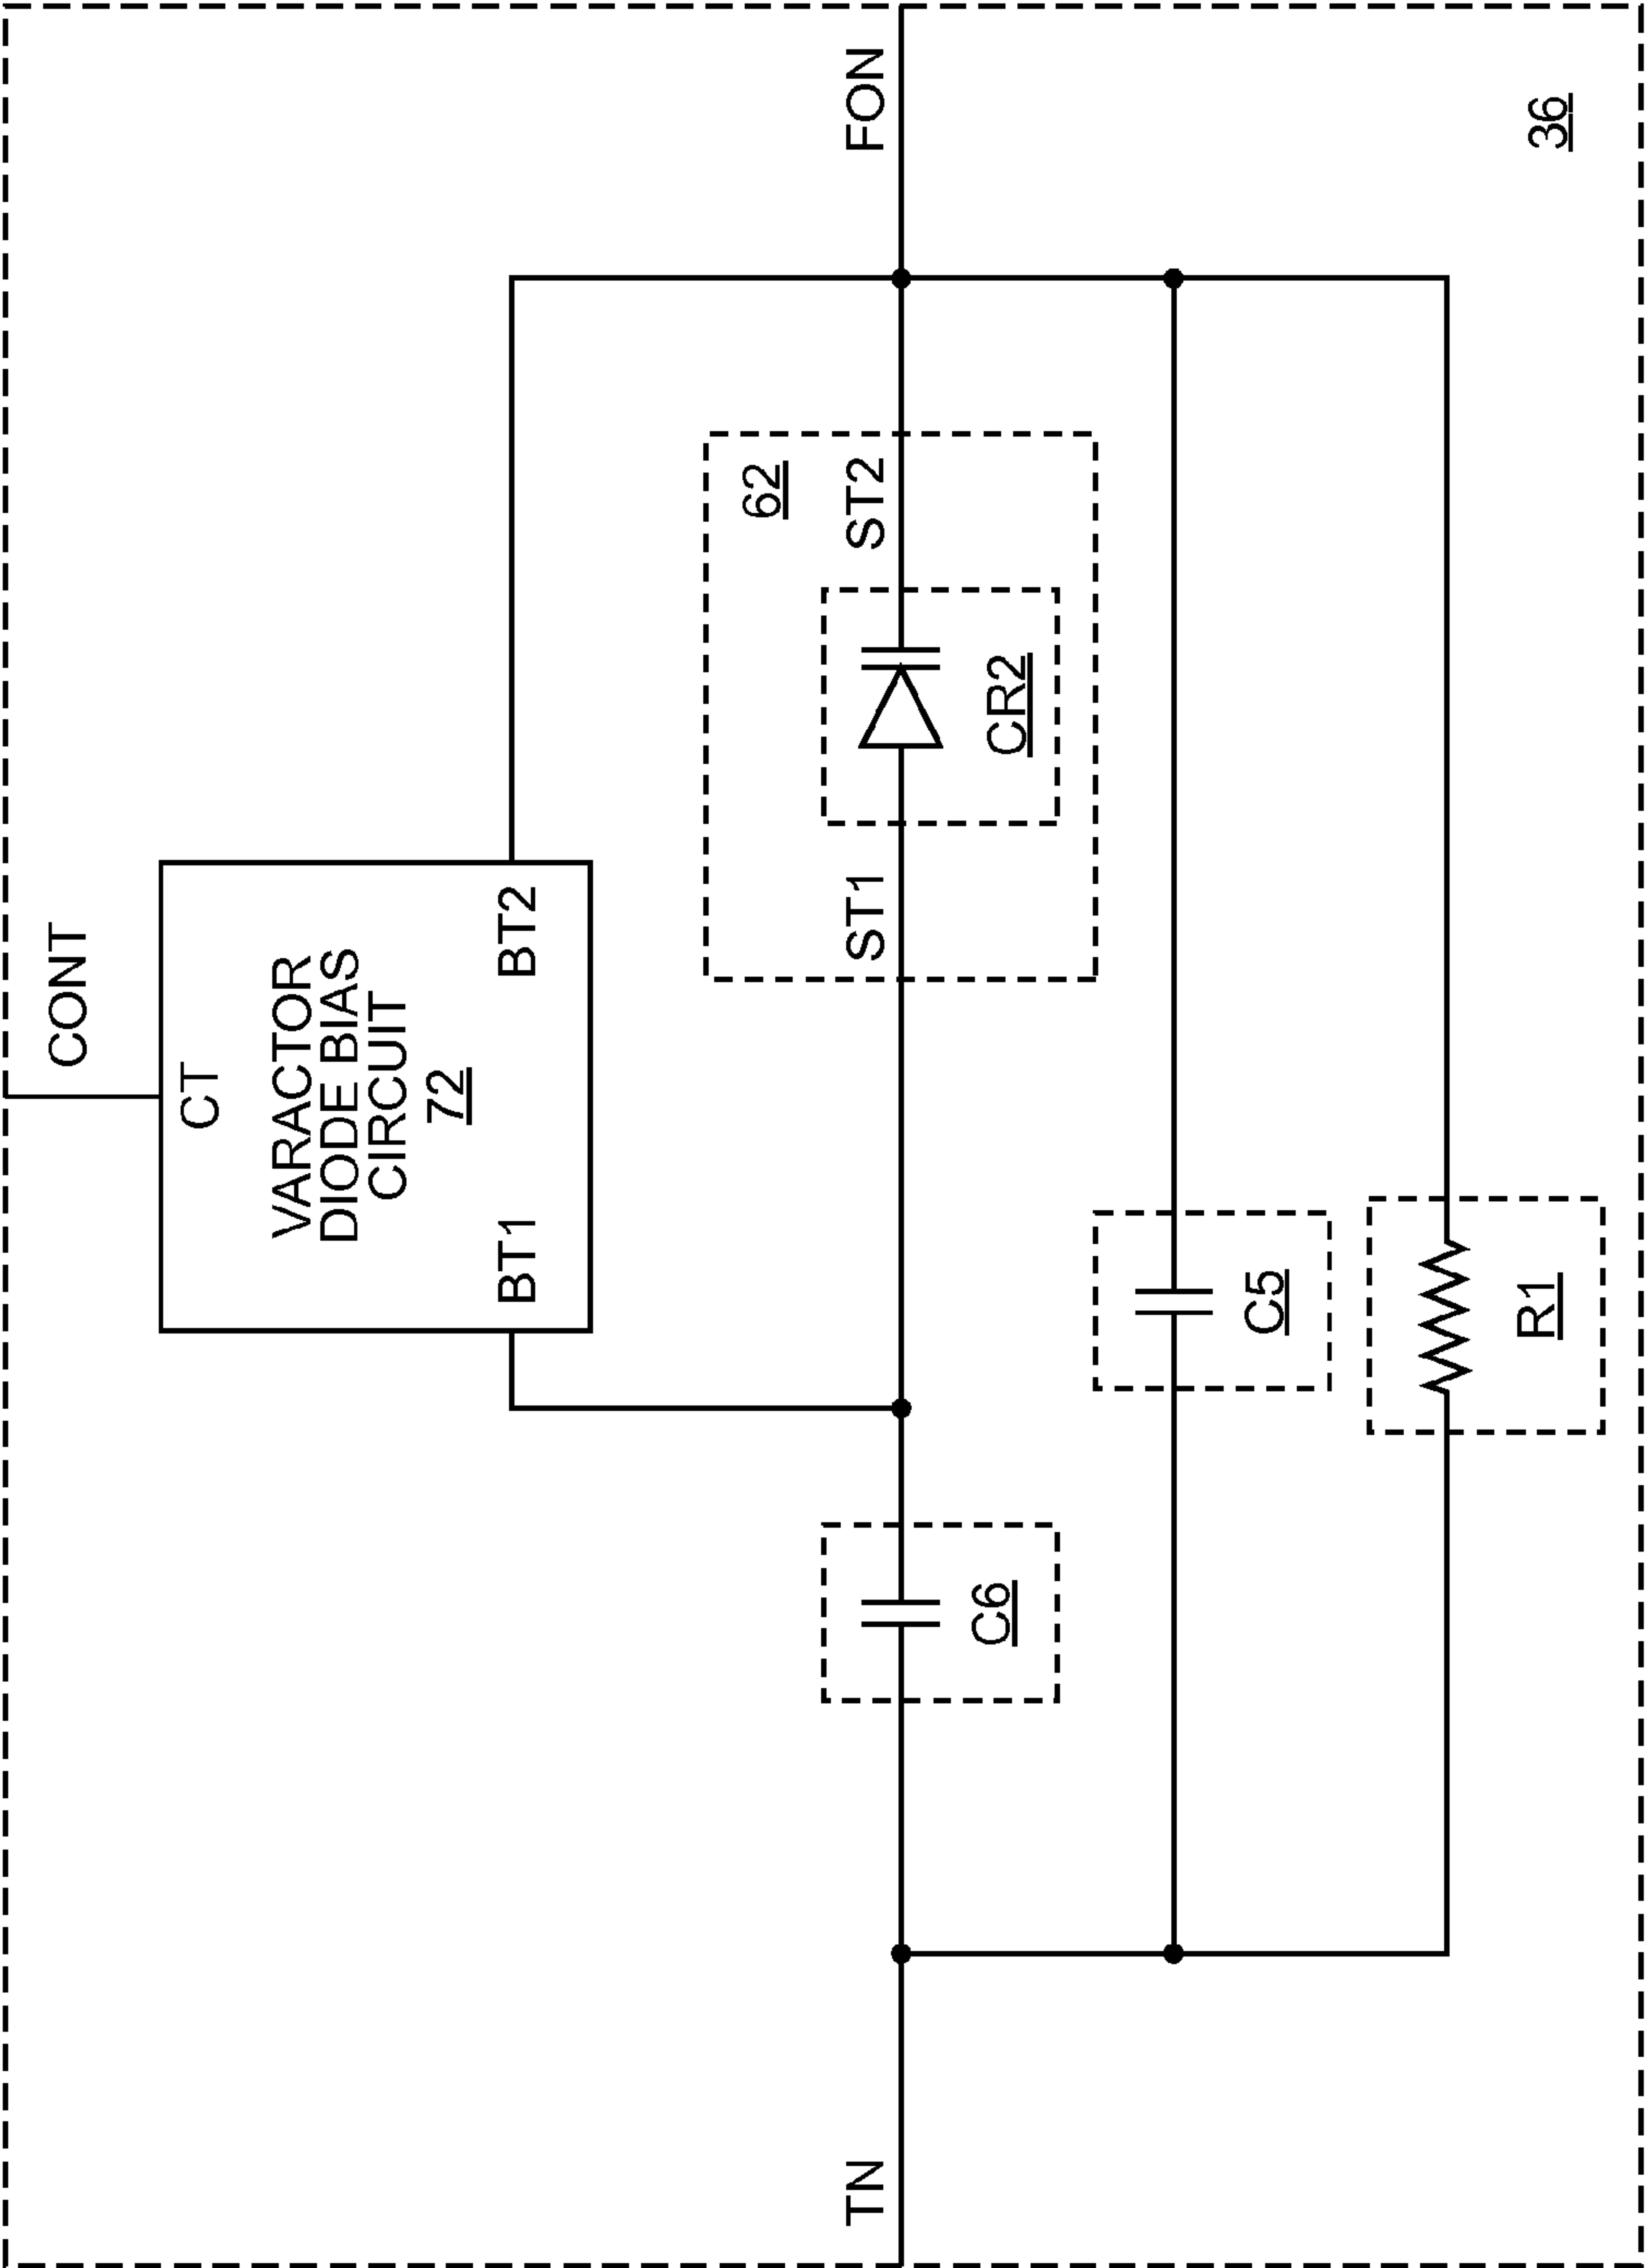 CONT
CT
VARACTOR
DIODE BIAS
CIRCUIT
72
BT1
BT2
62
TN
ST1
ST2
FON
C6
CR2
C5
R1
36